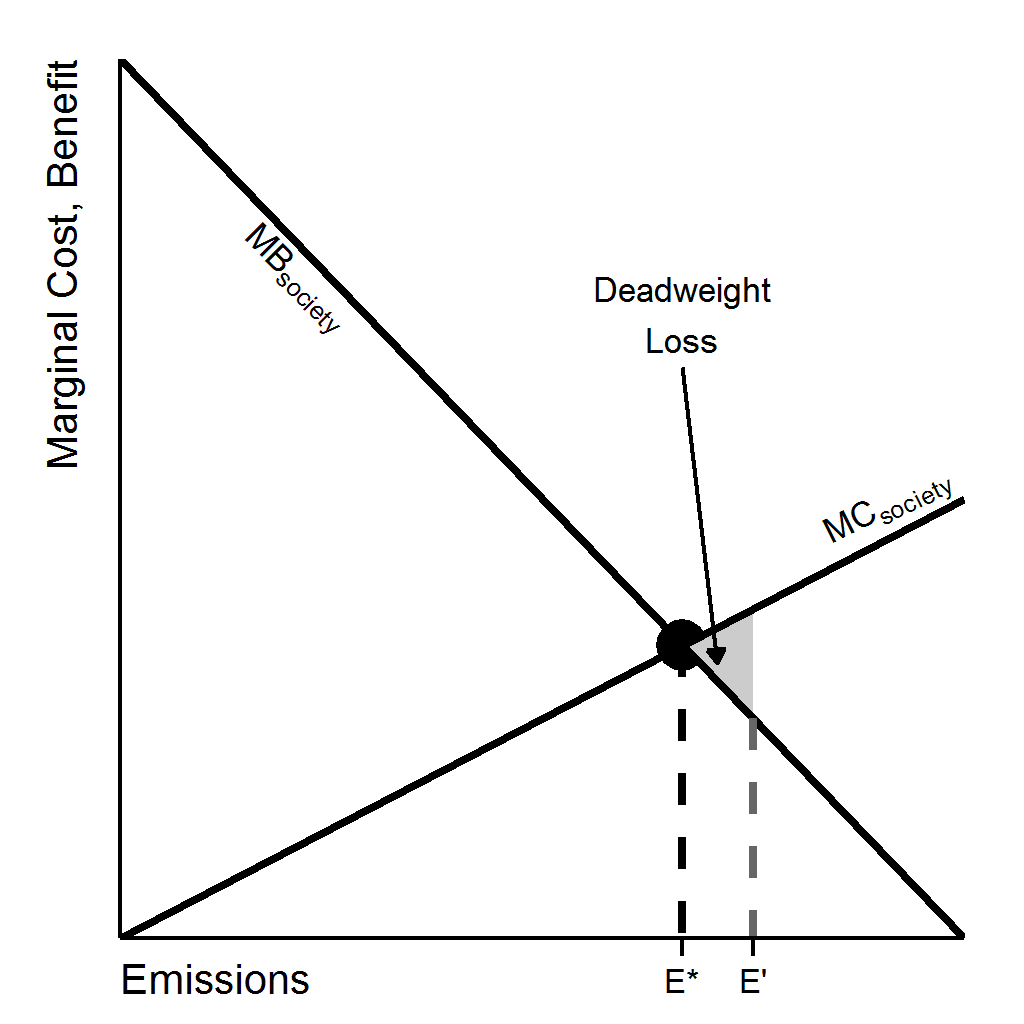 Marginal Cost, Benefit
MBsociety
Deadweight
Loss
MCsociety
E*
E'
Emissions